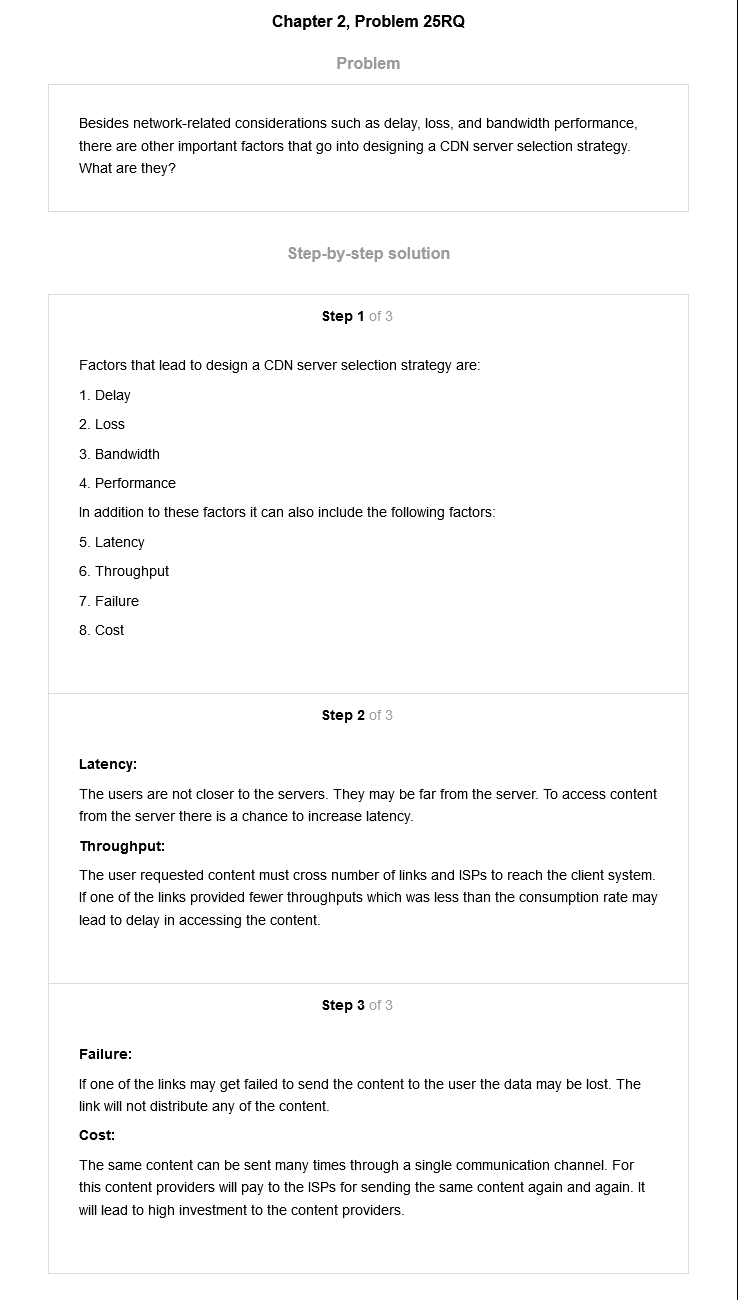 Chapter 2, Problem 25RQ
Problem
Besides network-related considerations such as delay, loss, and bandwidth performance,
there are other important factors that go into designing a CDN server selection strategy.
What are they?
Step-by-step solution
Step 1 of 3
Factors that lead to design a CDN server selection strategy are:
1. Delay
2. Loss
3. Bandwidth
4. Performance
In addition to these factors it can also include the following factors:
5. Latency
6. Throughput
7. Failure
8. Cost
Step 2 of 3
Latency:
The users are not closer to the servers. They may be far from the server. To access content
from the server there is a chance to increase latency.
Throughput:
The user requested content must cross number of links and ISPs to reach the client system.
If one of the links provided fewer throughputs which was less than the consumption rate may
lead to delay in accessing the content.
Step 3 of 3
Failure:
If one of the links may get failed to send the content to the user the data may be lost. The
link will not distribute any of the content.
Cost:
The same content can be sent many times through a single communication channel. For
this content providers will pay to the ISPs for sending the same content again and again. It
will lead to high investment to the content providers.